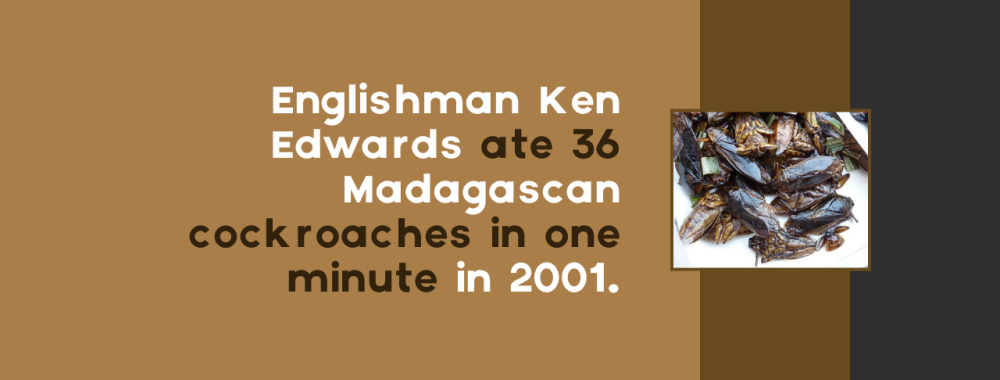 Englishman Ken
Edwards ate 36
Madagascan
cockroaches in one
minute in 2001.